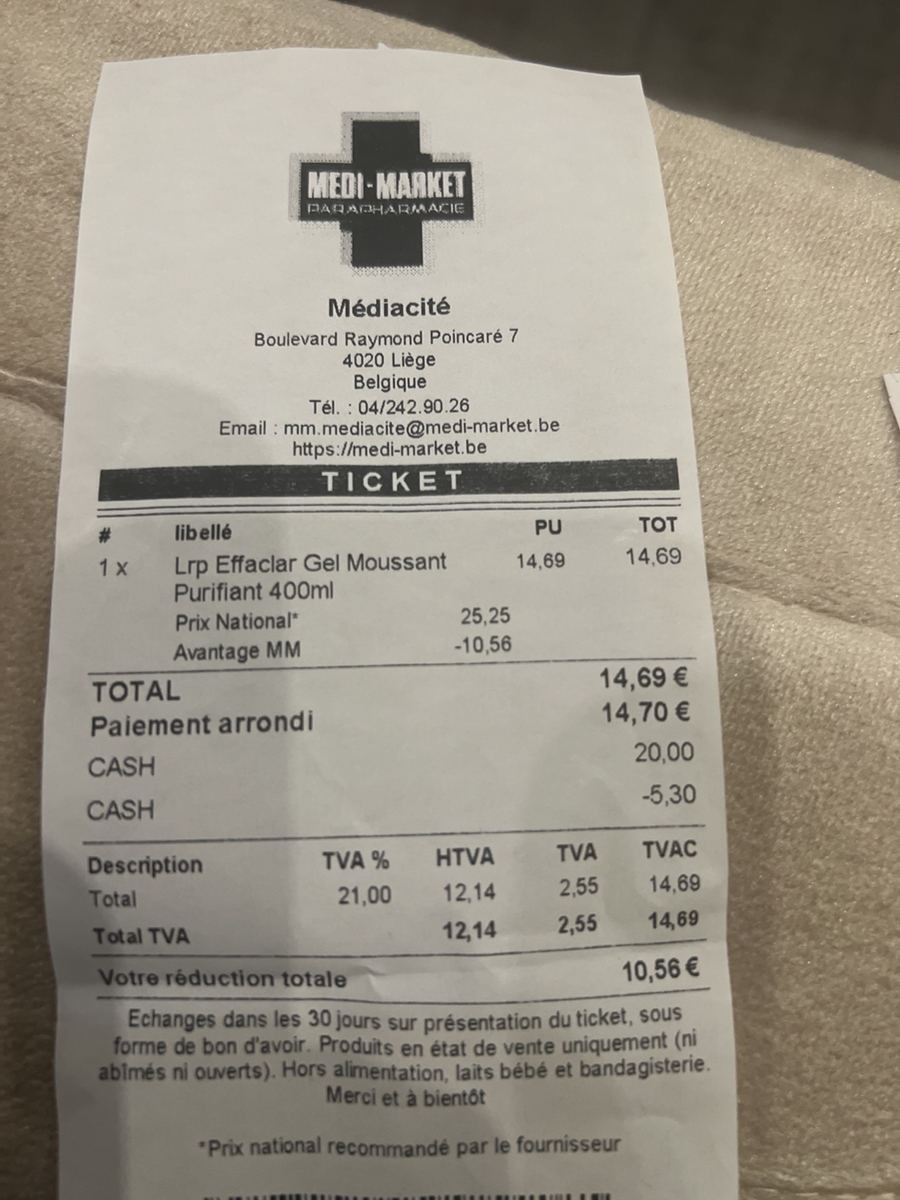 MEDI-MARKET
PARAPHARMACIE
Médiacité
Boulevard Raymond Poincaré 7
4020 Liège
Belgique
Tél. : 04/242.90.26
Email : mm.mediacite@medi-market.be
https://medi-market.be
TICKET
# libellé PU TOT
1 x Lrp Effaclar Gel Moussant 14,69 14,69
Purifiant 400ml
Prix National* 25,25
Avantage MM -10,56
TOTAL 14,69 €
Paiement arrondi 14,70 €
CASH 20,00
CASH -5,30
Description TVA % HTVA TVA TVAC
Total 21,00 12,14 2,55 14,69
Total TVA 12,14 2,55 14,69
Votre réduction totale 10,56 €
Echanges dans les 30 jours sur présentation du ticket, sous
forme de bon d'avoir. Produits en état de vente uniquement (ni
abîmés ni ouverts). Hors alimentation, laits bébé et bandagisterie.
Merci et à bientôt
*Prix national recommandé par le fournisseur